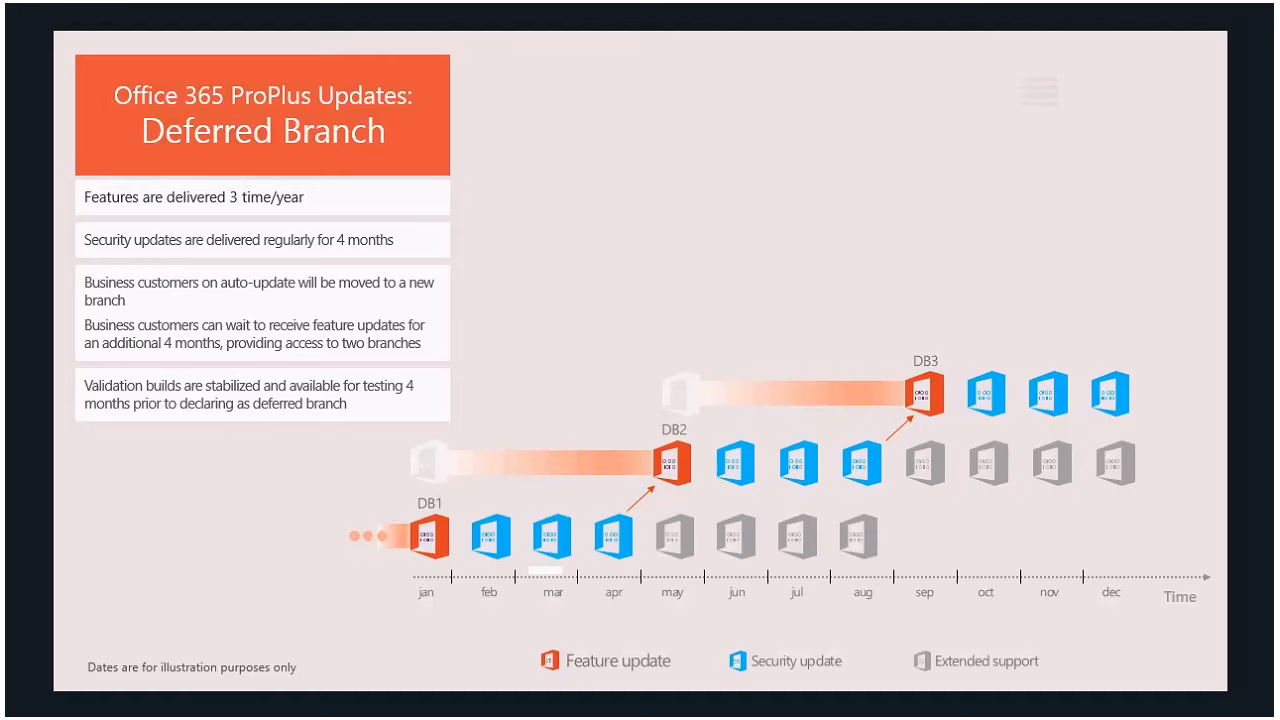 Office 365 ProPlus Updates:
Deferred Branch
Features are delivered 3 time/year
Security updates are delivered regularly for 4 months
Business customers on auto-update will be moved to a new
branch
Business customers can wait to receive feature updates for
an additional 4 months, providing access to two branches
Validation builds are stabilized and available for testing 4
months prior to declaring as deferred branch
DB3
DB2
DB1
jan feb mar apr may jun jul aug sep oct nov dec
Time
Feature update Security update Extended support
Dates are for illustration purposes only